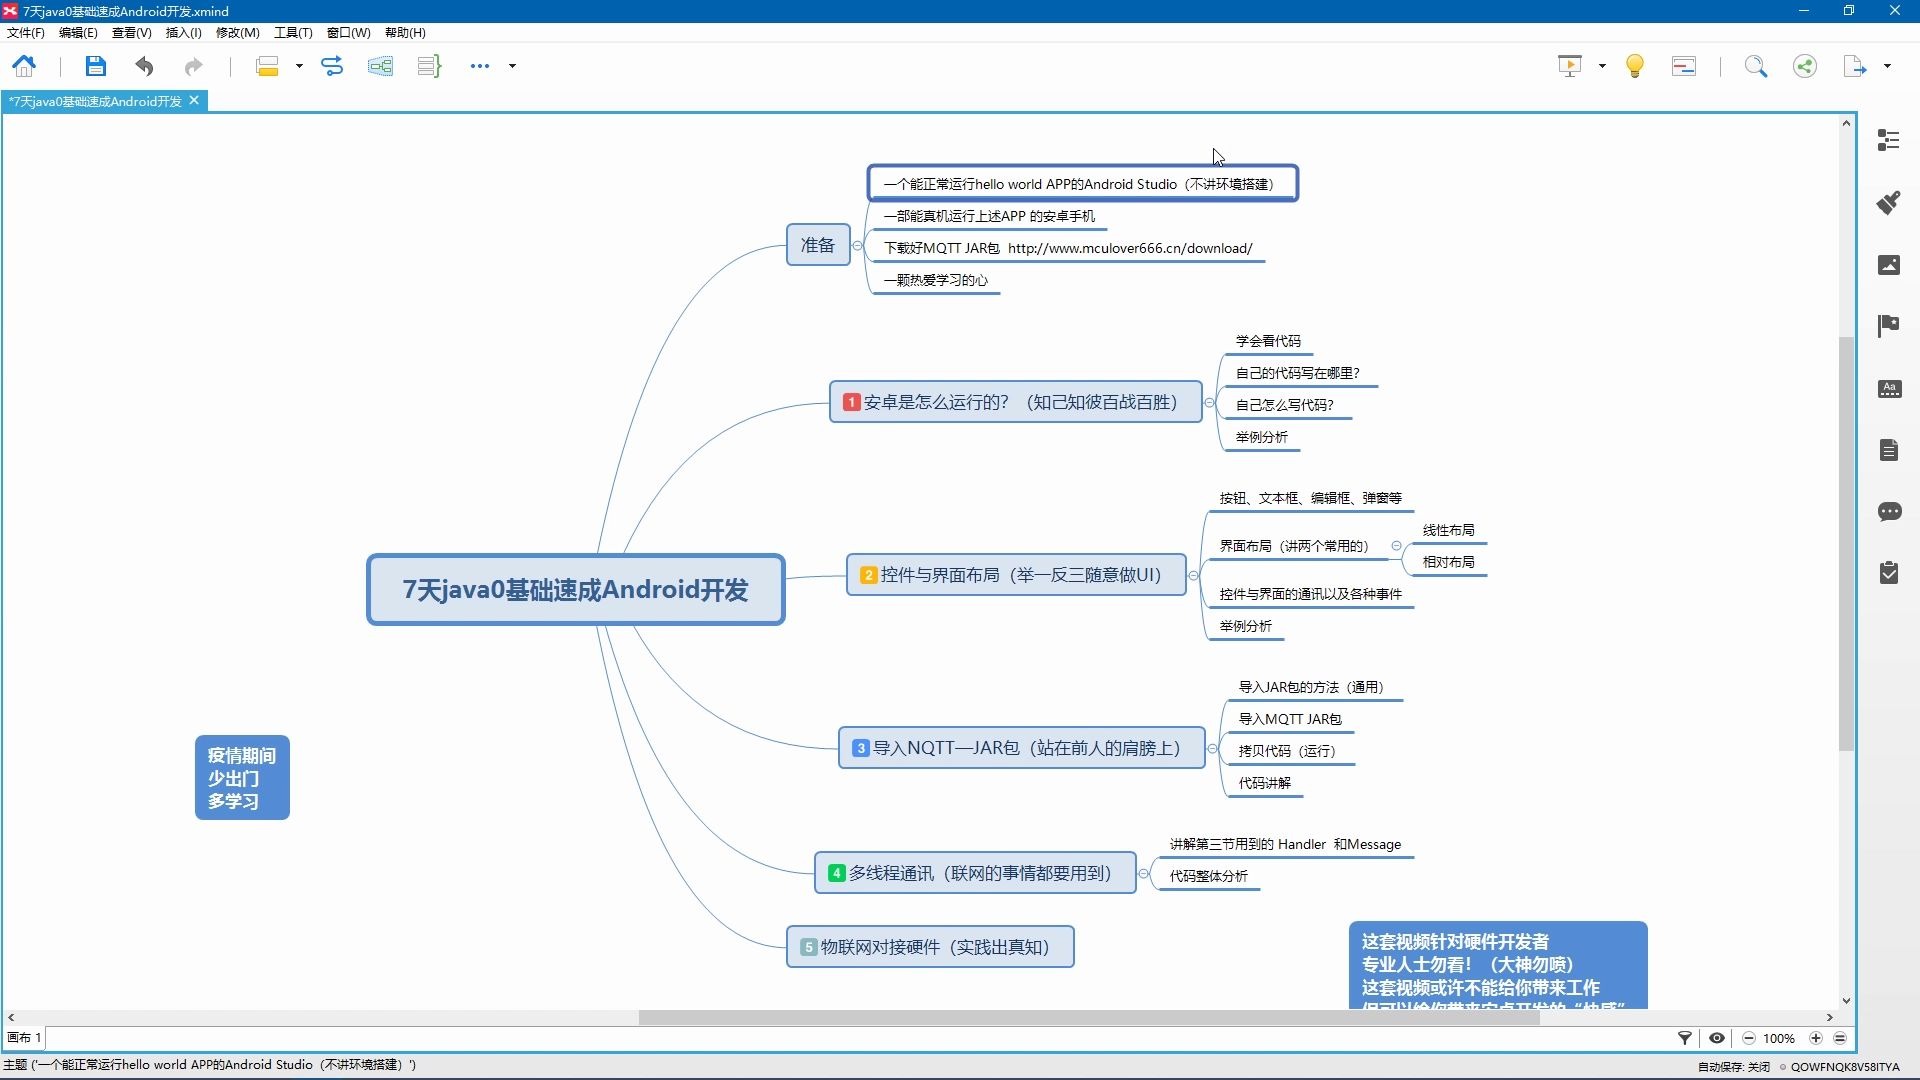 7天java0基础速成Android开发.xmind
文件(F) 编辑(E) 查看(V) 插入(I) 修改(M) 工具(T) 窗口(W) 帮助(H)
*7天java0基础速成Android开发
一个能正常运行hello world APP的Android Studio（不讲环境搭建）
一部能真机运行上述APP 的安卓手机
准备
下载好MQTT JAR包 http://www.mculover666.cn/download/
一颗热爱学习的心
学会看代码
自己的代码写在哪里？
1 安卓是怎么运行的？（知己知彼百战百胜）
自己怎么写代码？
举例分析
按钮、文本框、编辑框、弹窗等
线性布局
界面布局（讲两个常用的）
相对布局
2 控件与界面布局（举一反三随意做UI）
控件与界面的通讯以及各种事件
举例分析
7天java0基础速成Android开发
导入JAR包的方法（通用）
导入MQTT JAR包
3 导入NQTT—JAR包（站在前人的肩膀上）
拷贝代码（运行）
代码讲解
疫情期间
少出门
多学习
讲解第三节用到的 Handler 和Message
4 多线程通讯（联网的事情都要用到）
代码整体分析
5 物联网对接硬件（实践出真知）
这套视频针对硬件开发者
专业人士勿看！（大神勿喷）
这套视频或许不能给你带来工作
但可以给你带来安卓开发的“快感”
画布 1
100%
主题 ('一个能正常运行hello world APP的Android Studio（不讲环境搭建）')
自动保存: 关闭
QOWFNQK8V58ITYA